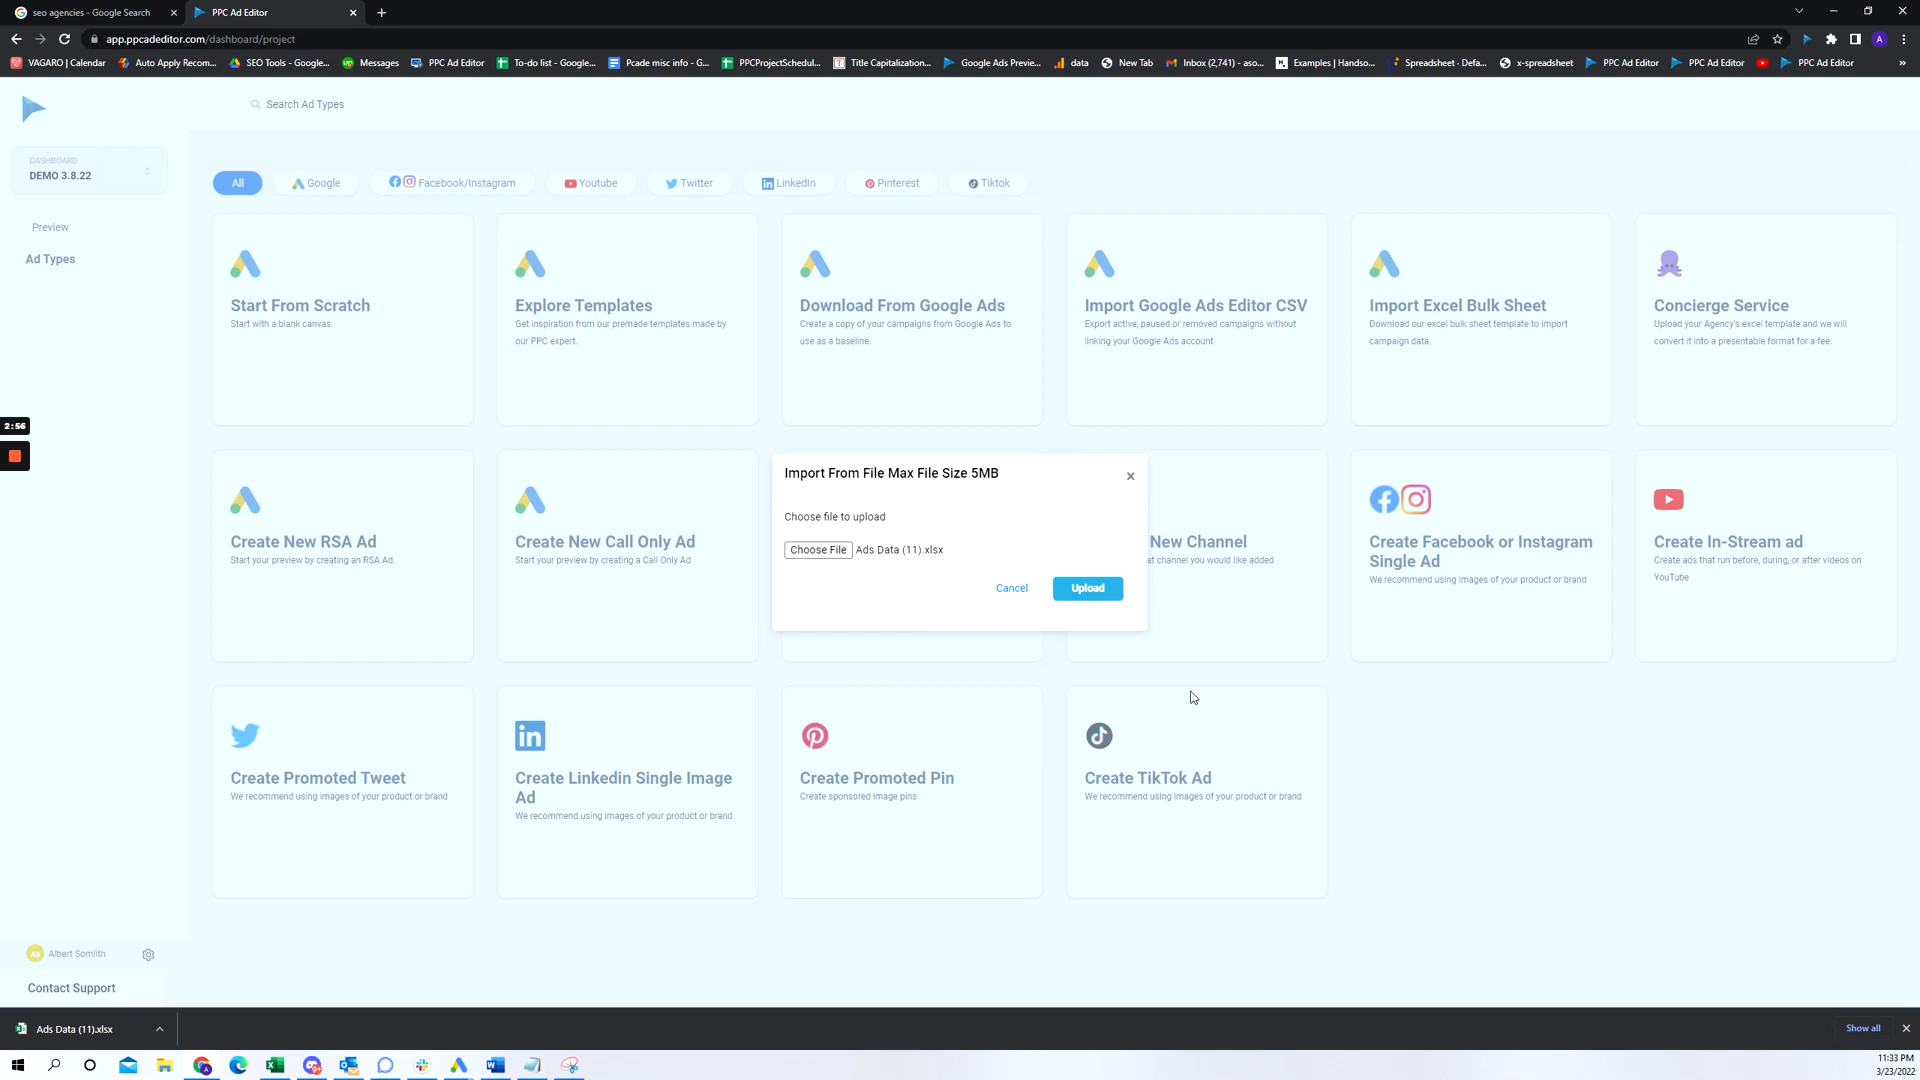 seo agencies - Google Search
PPC Ad Editor
app.ppcadeditor.com/dashboard/project
VAGARO | Calendar
Auto Apply Recom...
SEO Tools - Google...
Messages
PPC Ad Editor
To-do list - Google...
Pcade misc info - G...
PPCProjectSchedul...
Title Capitalization...
Google Ads Previe...
data
New Tab
Inbox (2,741) - aso...
Examples | Handso...
Spreadsheet - Defa...
x-spreadsheet
PPC Ad Editor
PPC Ad Editor
PPC Ad Editor
Search Ad Types
DASHBOARD
DEMO 3.8.22
Preview
Ad Types
All
Google
Facebook/Instagram
Youtube
Twitter
LinkedIn
Pinterest
Tiktok
Start From Scratch
Start with a blank canvas.
Explore Templates
Get inspiration from our premade templates made by
our PPC expert.
Download From Google Ads
Create a copy of your campaigns from Google Ads to
use as a baseline.
Import Google Ads Editor CSV
Export active, paused or removed campaigns without
linking your Google Ads account
Import Excel Bulk Sheet
Download our excel bulk sheet template to import
campaign data.
Concierge Service
Upload your Agency's excel template and we will
convert it into a presentable format for a fee.
2:56
Create New RSA Ad
Start your preview by creating an RSA Ad.
Create New Call Only Ad
Start your preview by creating a Call Only Ad
Import From File Max File Size 5MB
Choose file to upload
Choose File Ads Data (11).xlsx
Cancel
Upload
New Channel
at channel you would like added
Create Facebook or Instagram
Single Ad
We recommend using images of your product or brand
Create In-Stream ad
Create ads that run before, during, or after videos on
YouTube
Create Promoted Tweet
We recommend using images of your product or brand
Create Linkedin Single Image
Ad
We recommend using images of your product or brand
Create Promoted Pin
Create sponsored image pins
Create TikTok Ad
We recommend using images of your product or brand
AS
Albert Somlith
Contact Support
Ads Data (11).xlsx
Show all
11:33 PM
3/23/2022